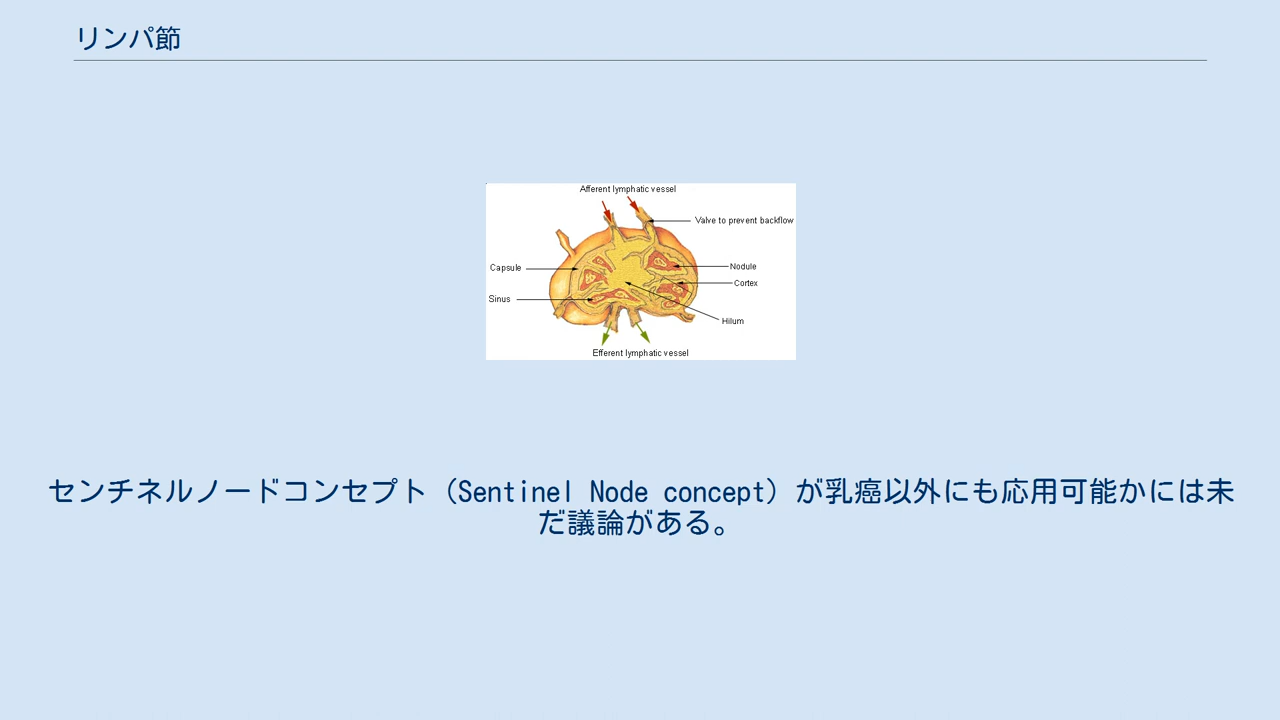 リンパ節
Afferent lymphatic vessel
Valve to prevent backflow
Capsule
Nodule
Cortex
Sinus
Hilum
Efferent lymphatic vessel
センチネルノードコンセプト（Sentinel Node concept）が乳癌以外にも応用可能かには未
だ議論がある。